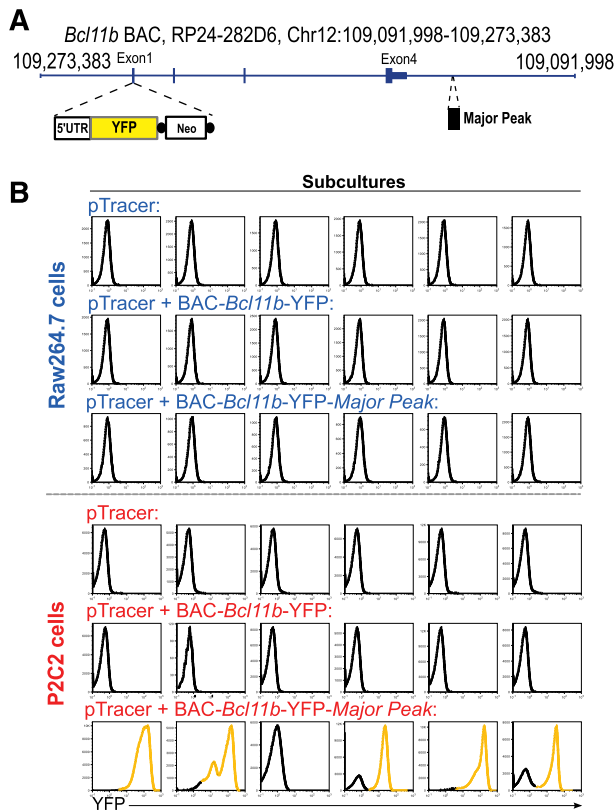 A
Bcl11b BAC, RP24-282D6, Chr12:109,091,998-109,273,383
109,273,383 Exon1 Exon4 109,091,998
5'UTR YFP Neo Major Peak
B
Subcultures
Raw264.7 cells
pTracer:
pTracer + BAC-Bcl11b-YFP:
pTracer + BAC-Bcl11b-YFP-Major Peak:
P2C2 cells
pTracer:
pTracer + BAC-Bcl11b-YFP:
pTracer + BAC-Bcl11b-YFP-Major Peak:
YFP